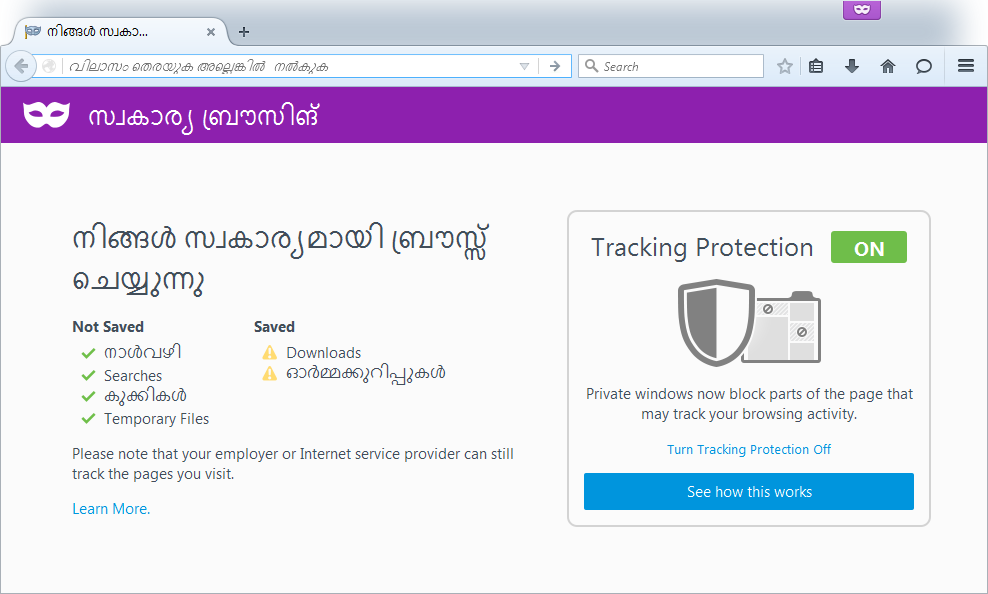 നിങ്ങൾ സ്വകാ...
വിലാസം തെരയുക അല്ലെങ്കിൽ നൽകുക
Search
സ്വകാര്യ ബ്രൗസിങ്
നിങ്ങൾ സ്വകാര്യമായി ബ്രൗസ്സ്
ചെയ്യുന്നു
Not Saved
നാൾവഴി
Searches
കുക്കികൾ
Temporary Files
Saved
Downloads
ഓർമ്മക്കുറിപ്പുകൾ
Please note that your employer or Internet service provider can still
track the pages you visit.
Learn More.
Tracking Protection ON
Private windows now block parts of the page that
may track your browsing activity.
Turn Tracking Protection Off
See how this works